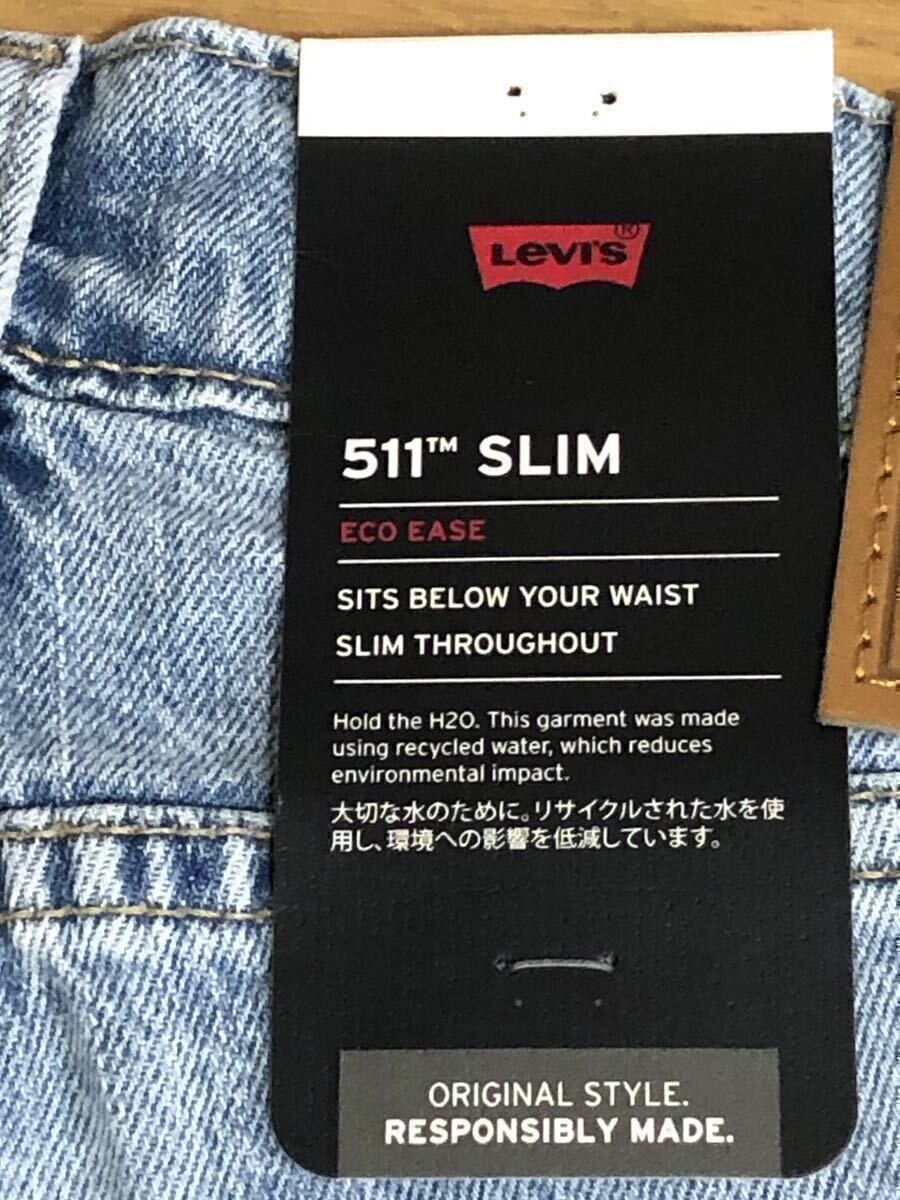 Levi's®
511™ SLIM
ECO EASE
SITS BELOW YOUR WAIST
SLIM THROUGHOUT
Hold the H2O. This garment was made
using recycled water, which reduces
environmental impact.
大切な水のために。リサイクルされた水を使
用し、環境への影響を低減しています。
ORIGINAL STYLE.
RESPONSIBLY MADE.